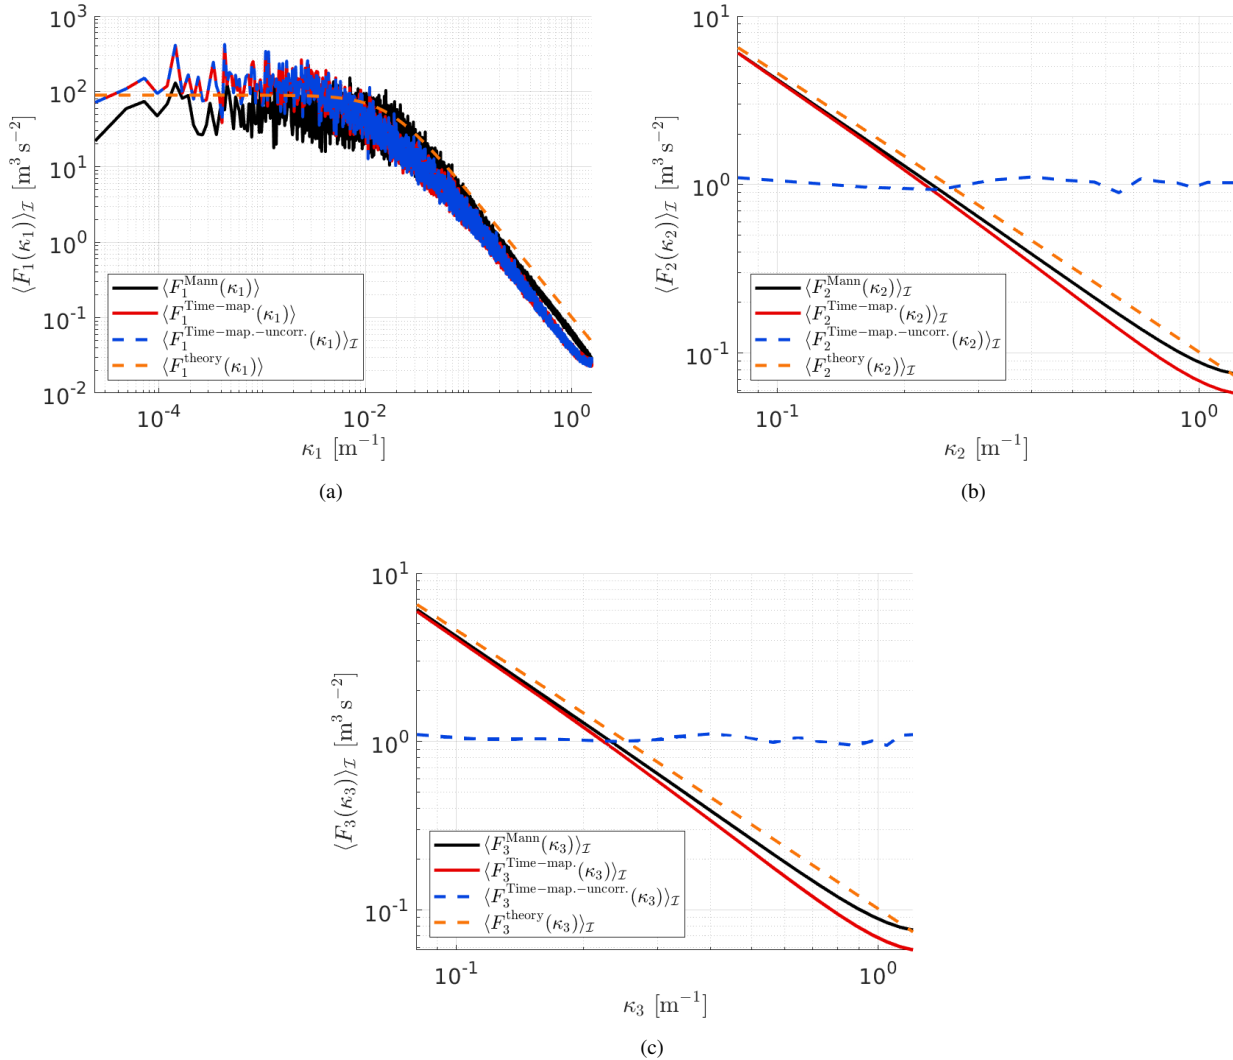 10^3
10^2
10^1
10^0
10^{-1}
10^{-2}
⟨F_1(κ_1)⟩_ℐ [m^3 s^{-2}]
⟨F_1^{Mann}(κ_1)⟩
⟨F_1^{Time-map.}(κ_1)⟩
⟨F_1^{Time-map.-uncorr.}(κ_1)⟩_ℐ
⟨F_1^{theory}(κ_1)⟩
10^{-4} 10^{-2} 10^0
κ_1 [m^{-1}]
(a)
10^1
10^0
10^{-1}
⟨F_2(κ_2)⟩_ℐ [m^3 s^{-2}]
⟨F_2^{Mann}(κ_2)⟩_ℐ
⟨F_2^{Time-map.}(κ_2)⟩_ℐ
⟨F_2^{Time-map.-uncorr.}(κ_2)⟩_ℐ
⟨F_2^{theory}(κ_2)⟩_ℐ
10^{-1} 10^0
κ_2 [m^{-1}]
(b)
10^1
10^0
10^{-1}
⟨F_3(κ_3)⟩_ℐ [m^3 s^{-2}]
⟨F_3^{Mann}(κ_3)⟩_ℐ
⟨F_3^{Time-map.}(κ_3)⟩_ℐ
⟨F_3^{Time-map.-uncorr.}(κ_3)⟩_ℐ
⟨F_3^{theory}(κ_3)⟩_ℐ
10^{-1} 10^0
κ_3 [m^{-1}]
(c)